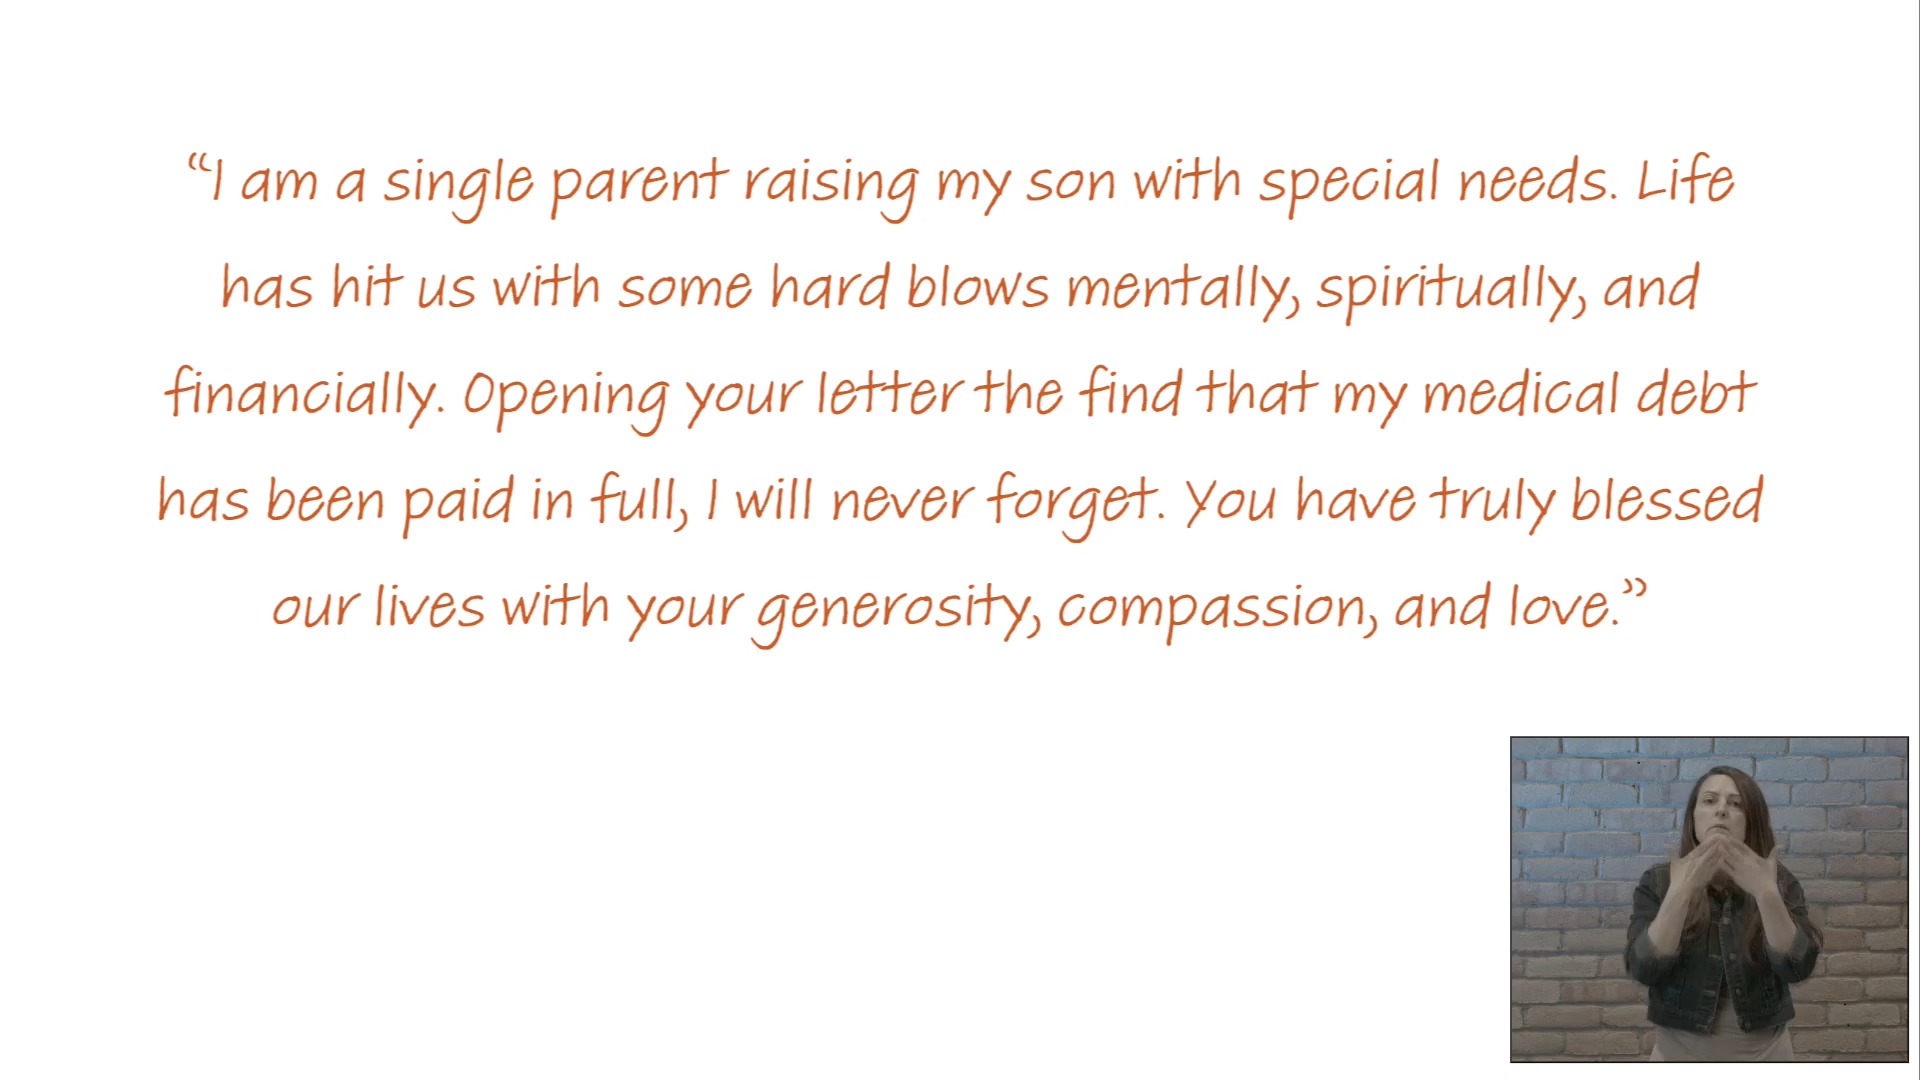 “I am a single parent raising my son with special needs. Life
has hit us with some hard blows mentally, spiritually, and
financially. Opening your letter the find that my medical debt
has been paid in full, I will never forget. You have truly blessed
our lives with your generosity, compassion, and love.”